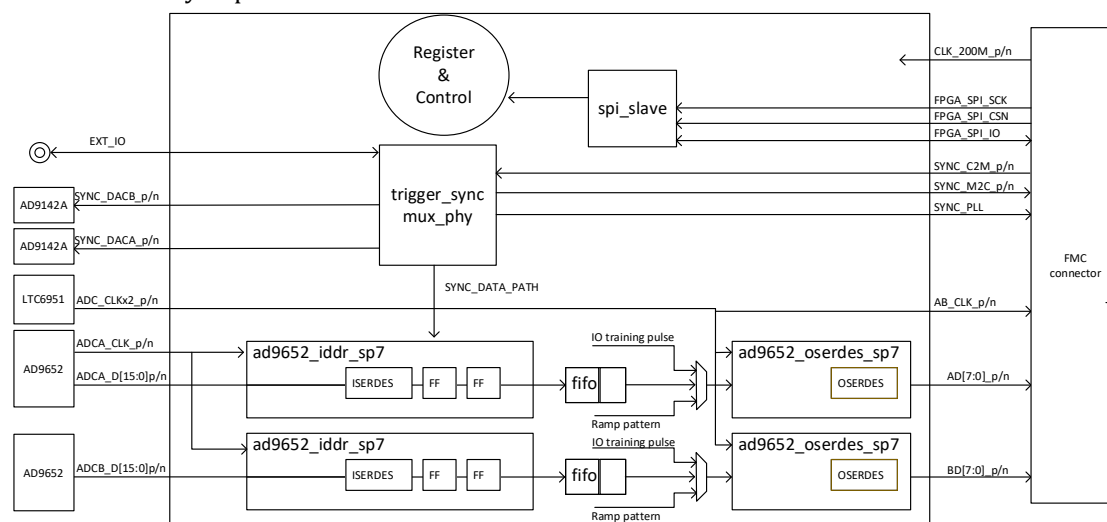 Register
&
Control
spi_slave
CLK_200M_p/n
FPGA_SPI_SCK
FPGA_SPI_CSN
FPGA_SPI_IO
EXT_IO
trigger_sync
mux_phy
SYNC_C2M_p/n
SYNC_M2C_p/n
SYNC_PLL
AD9142A
SYNC_DACB_p/n
AD9142A
SYNC_DACA_p/n
FMC
connector
SYNC_DATA_PATH
LTC6951
ADC_CLKx2_p/n
AB_CLK_p/n
AD9652
ADCA_CLK_p/n
ADCA_D[15:0]p/n
ad9652_iddr_sp7
ISERDES
FF
FF
fifo
IO training pulse
Ramp pattern
ad9652_oserdes_sp7
OSERDES
AD[7:0]_p/n
AD9652
ADCB_D[15:0]p/n
ad9652_iddr_sp7
ISERDES
FF
FF
fifo
IO training pulse
Ramp pattern
ad9652_oserdes_sp7
OSERDES
BD[7:0]_p/n